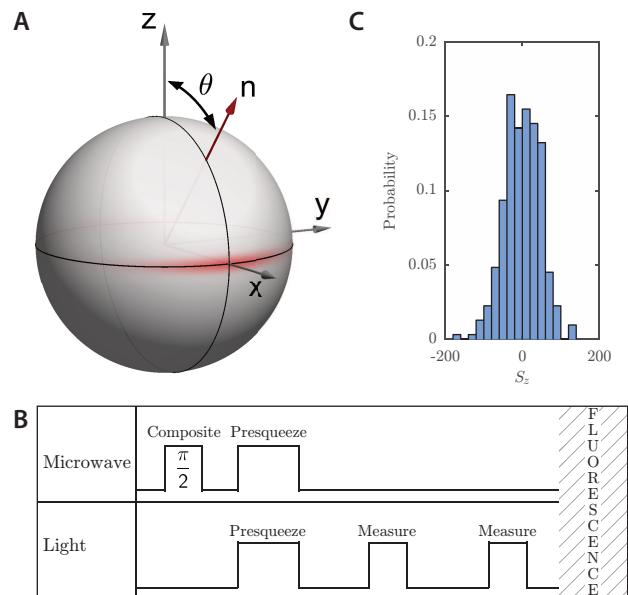 A
z
θ
n
y
x
C
0.2
0.15
0.1
0.05
0
Probability
-200
0
200
S_z
B
Microwave
Composite
π
2
Presqueeze
Light
Presqueeze
Measure
Measure
FLUORESCENCE